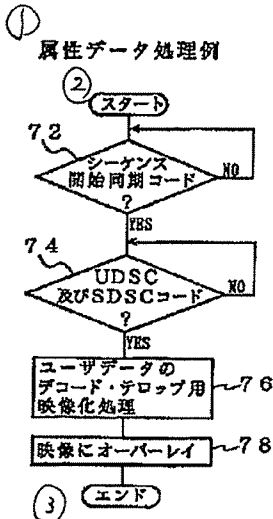 ①
属性データ処理例
②
スタート
72
シーケンス
開始同期コード
?
NO
YES
74
UDSC
及びSDSCコード
?
NO
YES
ユーザデータの
デコード・テロップ用
映像化処理
76
映像にオーバーレイ
78
③
エンド